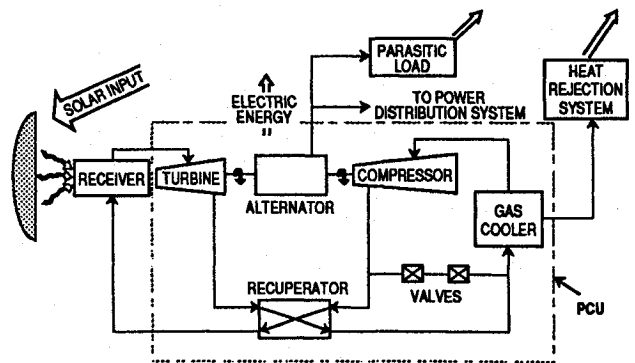 SOLAR INPUT
PARASITIC
LOAD
HEAT
REJECTION
SYSTEM
ELECTRIC
ENERGY
TO POWER
DISTRIBUTION SYSTEM
RECEIVER
TURBINE
ALTERNATOR
COMPRESSOR
GAS
COOLER
RECUPERATOR
VALVES
PCU